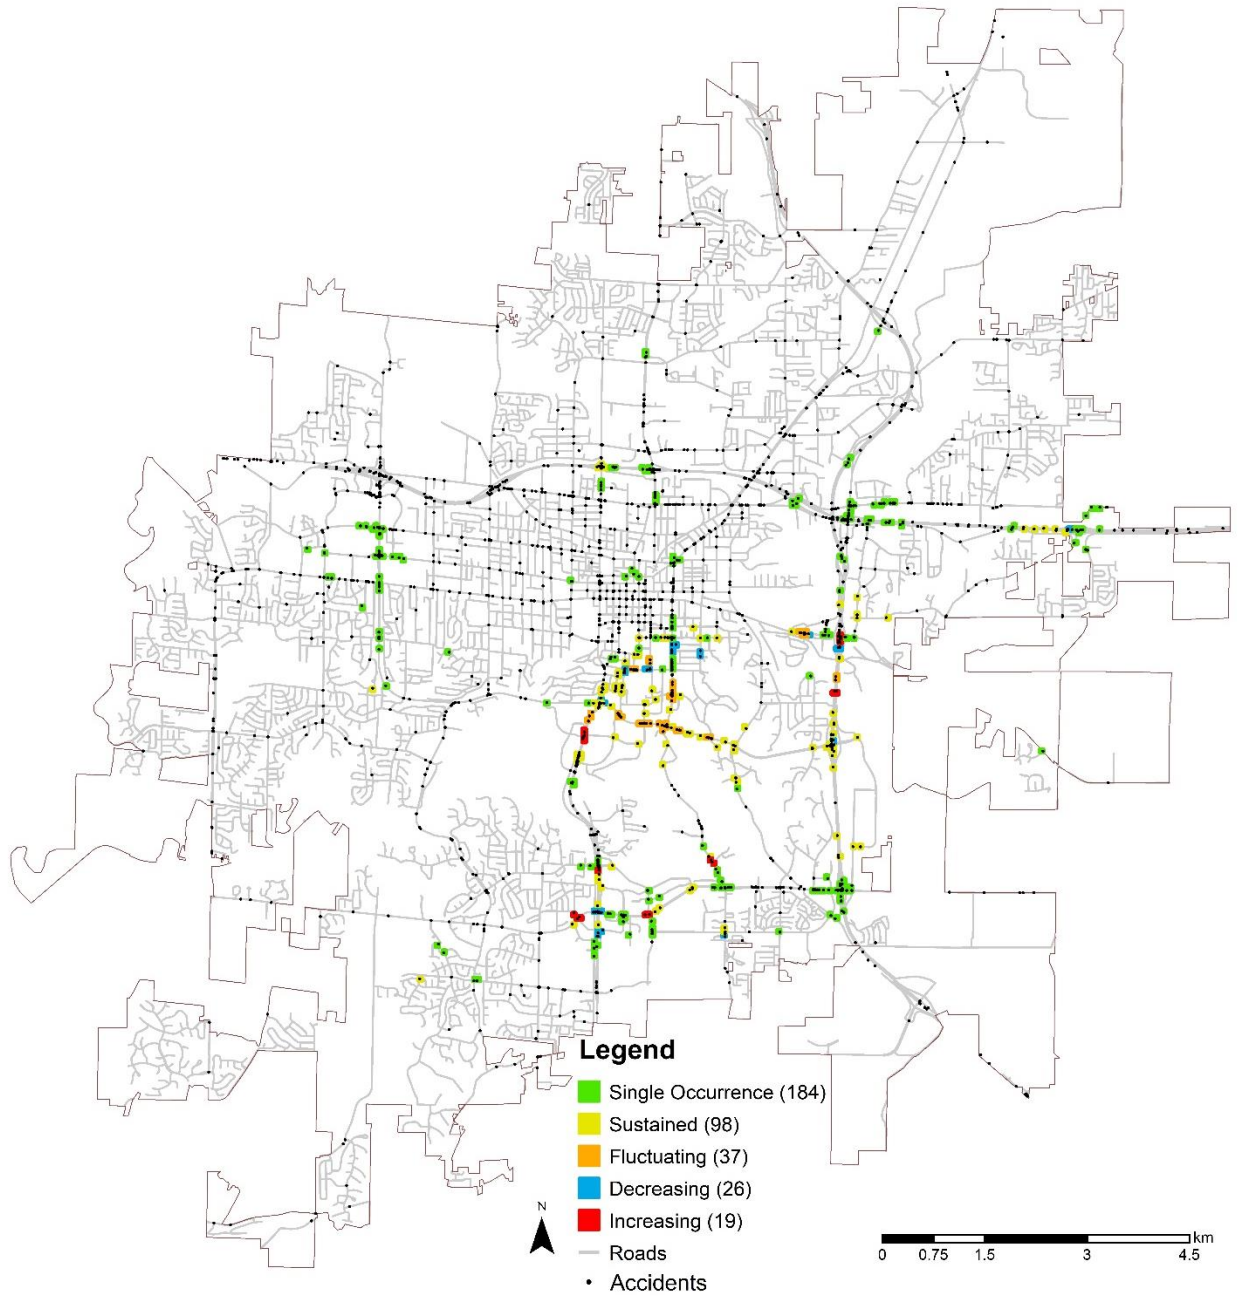 Legend
Single Occurrence (184)
Sustained (98)
Fluctuating (37)
Decreasing (26)
N
Increasing (19)
Roads
Accidents
km
0 0.75 1.5 3 4.5